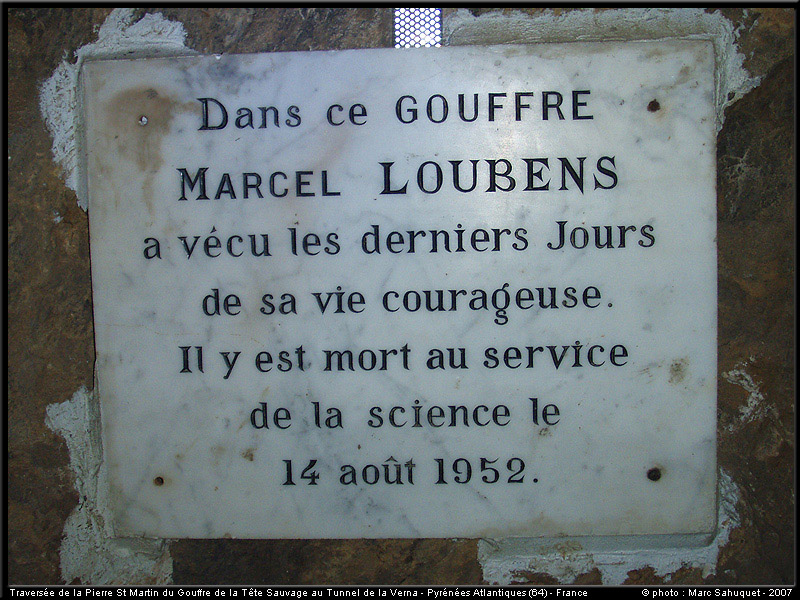 Dans ce GOUFFRE
MARCEL LOUBENS
a vécu les derniers Jours
de sa vie courageuse.
Il y est mort au service
de la science le
14 août 1952.
Traversée de la Pierre St Martin du Gouffre de la Tête Sauvage au Tunnel de la Verna - Pyrénées Atlantiques (64) - France © photo : Marc Sahuquet - 2007